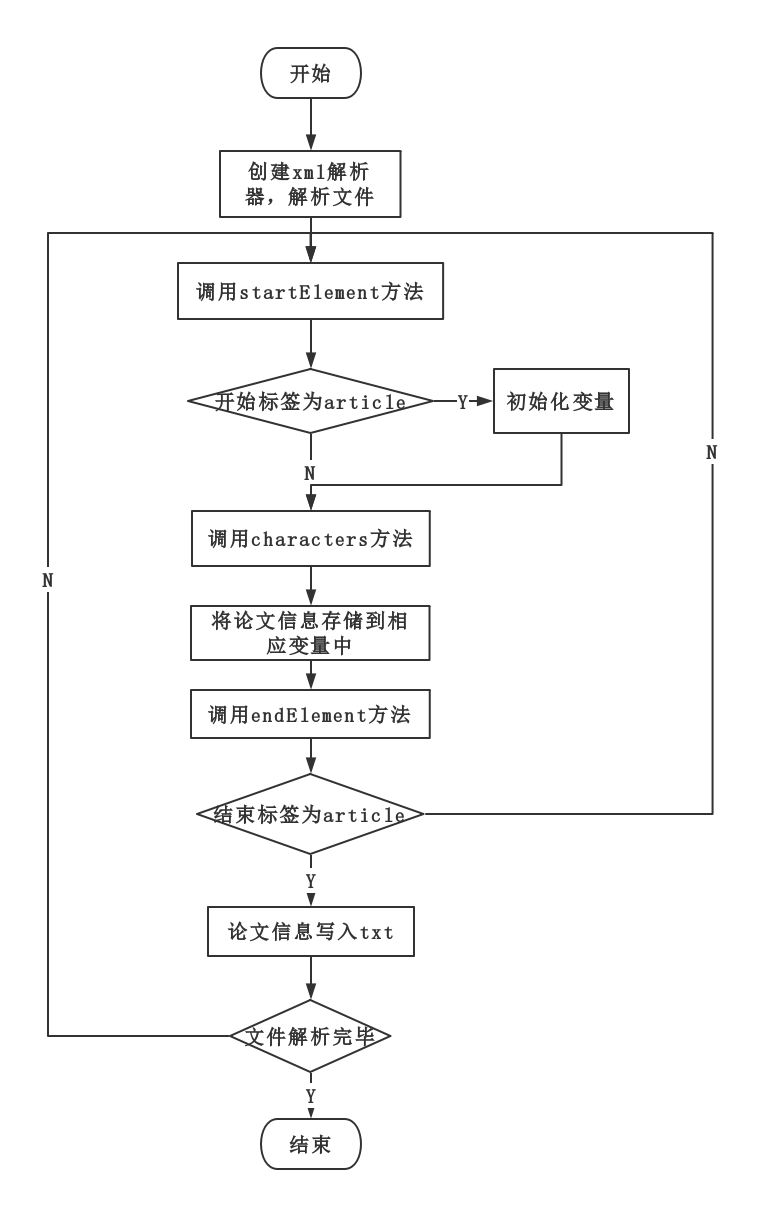 开始
创建xml解析
器，解析文件
调用startElement方法
开始标签为article
Y
初始化变量
N
N
调用characters方法
N
将论文信息存储到相
应变量中
调用endElement方法
结束标签为article
Y
论文信息写入txt
文件解析完毕
Y
结束